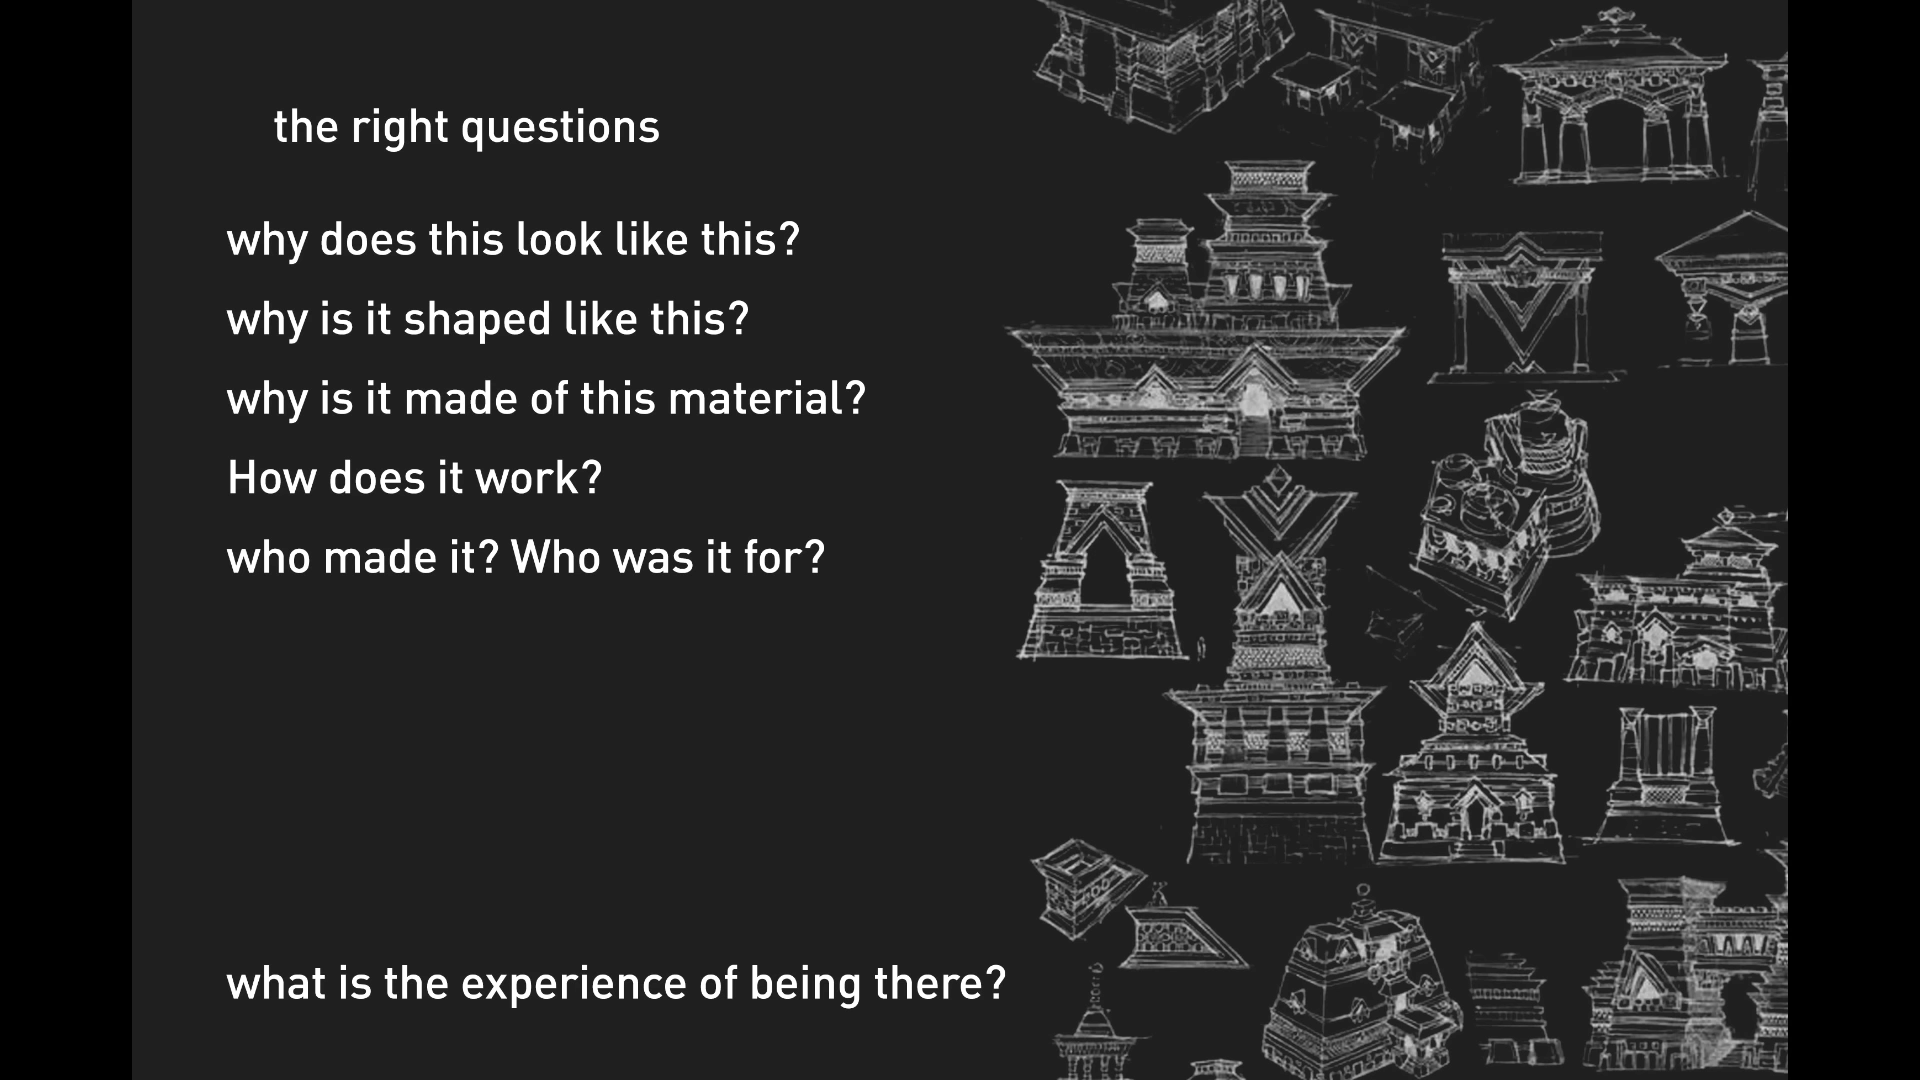 the right questions
why does this look like this?
why is it shaped like this?
why is it made of this material?
How does it work?
who made it? Who was it for?
what is the experience of being there?